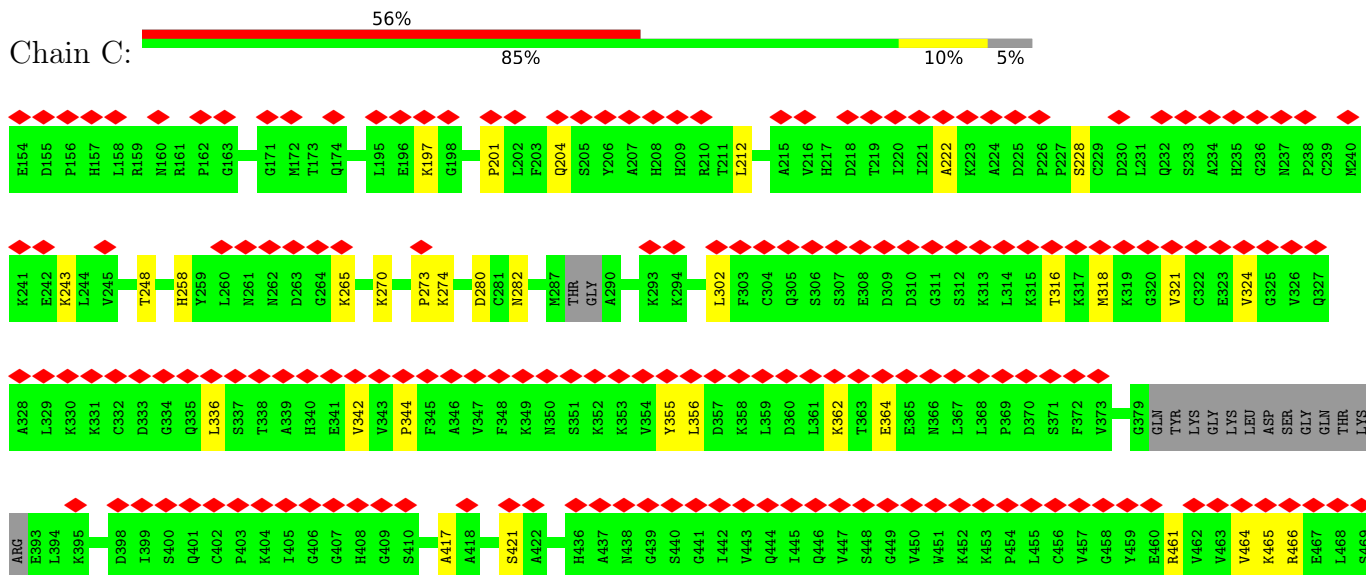 56%
Chain C:
85% 10% 5%
E154 D155 P156 H157 L158 R159 N160 R161 P162 G163 G171 M172 T173 Q174 L195 E196 K197 G198 P201 L202 F203 Q204 S205 Y206 A207 H208 H209 R210 T211 L212 A215 V216 H217 D218 T219 I220 I221 A222 K223 A224 D225 P226 P227 S228 C229 D230 L231 Q232 S233 A234 H235 G236 N237 P238 C239 M240
K241 E242 K243 L244 V245 T248 H258 Y259 L260 N261 N262 D263 G264 K265 K270 P273 K274 D280 C281 N282 M287 THR GLY A290 K293 K294 L302 F303 C304 Q305 S306 S307 E308 D309 D310 G311 S312 K313 L314 K315 T316 K317 M318 K319 G320 V321 C322 E323 V324 G325 V326 Q327
A328 L329 K330 K331 C332 D333 G334 Q335 L336 S337 T338 A339 H340 E341 V342 V343 P344 F345 A346 V347 F348 K349 N350 S351 K352 K353 V354 Y355 L356 D357 K358 L359 D360 L361 K362 T363 E364 E365 N366 L367 L368 P369 D370 S371 F372 V373 G379 GLN TYR LYS GLY LYS LEU ASP SER GLY GLN THR LYS
ARG E393 L394 K395 D398 I399 S400 Q401 C402 P403 K404 I405 G406 G407 H408 G409 S410 A417 A418 S421 A422 H436 A437 N438 G439 S440 G441 I442 V443 Q444 I445 Q446 V447 S448 G449 V450 W451 K452 K453 P454 L455 C456 V457 G458 Y459 E460 R461 V462 V463 V464 K465 R466 E467 L468 S469